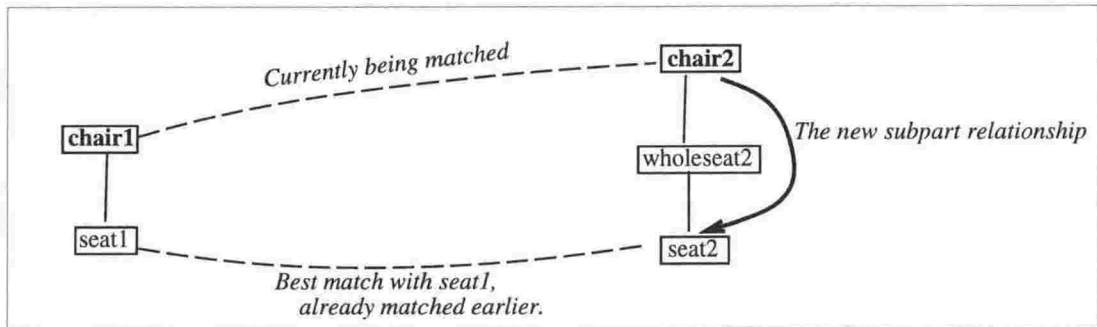 chair2
Currently being matched
chair1
The new subpart relationship
wholeseat2
seat1
seat2
Best match with seat1,
already matched earlier.